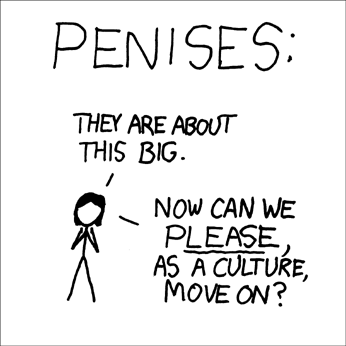 PENISES:
THEY ARE ABOUT
THIS BIG.
NOW CAN WE
PLEASE,
AS A CULTURE,
MOVE ON?